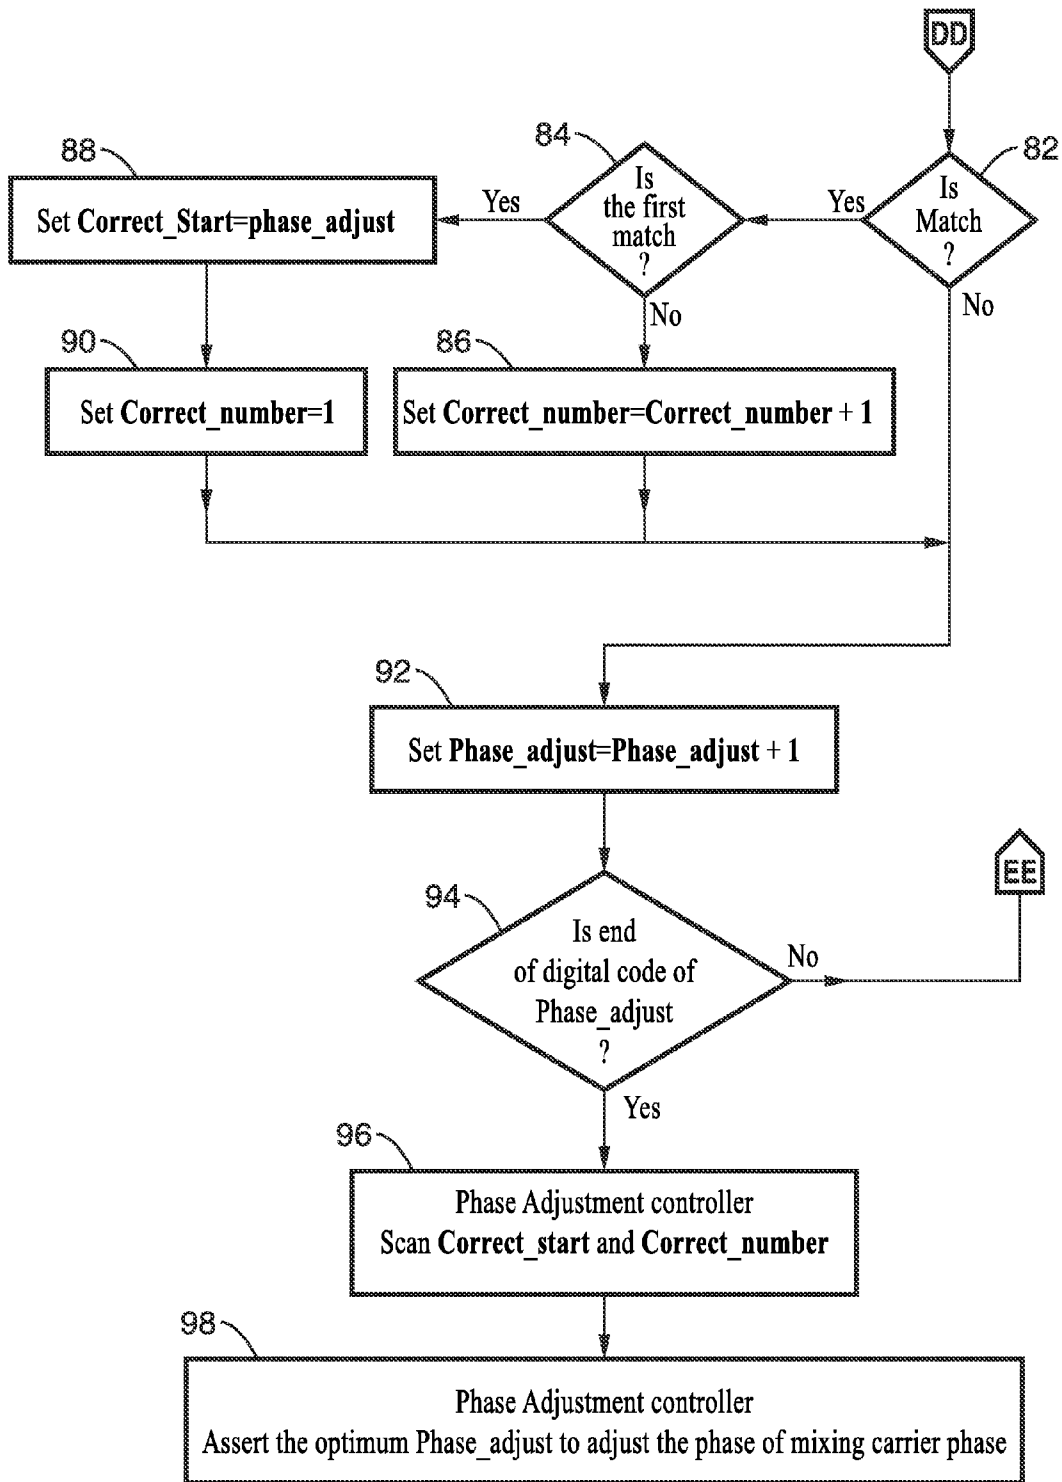 DD
82
Is
Match
?
Yes
No
84
Is
the first
match
?
Yes
No
88
Set Correct_Start=phase_adjust
90
Set Correct_number=1
86
Set Correct_number=Correct_number + 1
92
Set Phase_adjust=Phase_adjust + 1
94
Is end
of digital code of
Phase_adjust
?
No
EE
Yes
96
Phase Adjustment controller
Scan Correct_start and Correct_number
98
Phase Adjustment controller
Assert the optimum Phase_adjust to adjust the phase of mixing carrier phase